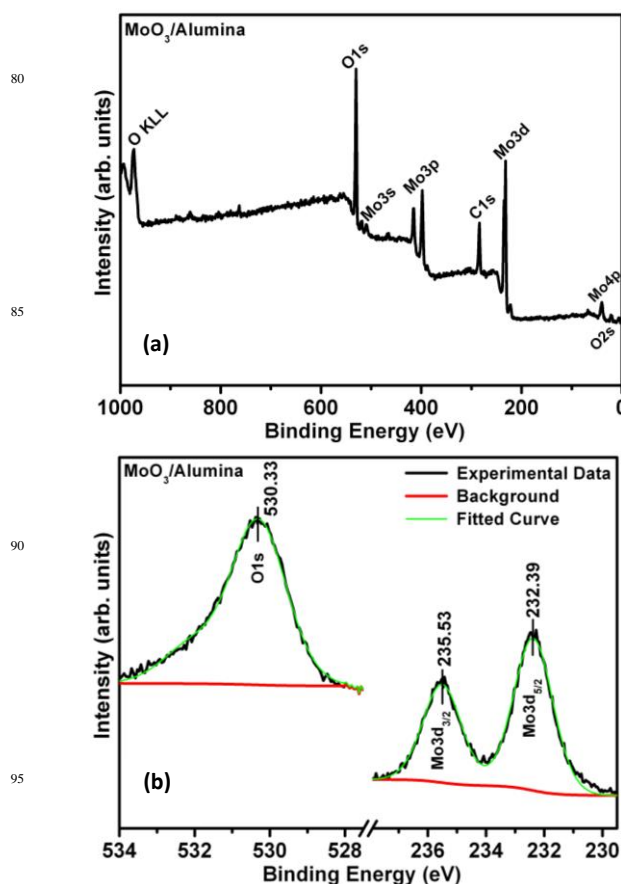 MoO3/Alumina
80
O1s
O KLL
Mo3s
Mo3p
C1s
Mo3d
Mo4p
O2s
85
Intensity (arb. units)
(a)
1000 800 600 400 200 0
Binding Energy (eV)
MoO3/Alumina
Experimental Data
Background
Fitted Curve
90
530.33
O1s
235.53
Mo3d3/2
232.39
Mo3d5/2
Intensity (arb. units)
95
(b)
534 532 530 528 236 234 232 230
Binding Energy (eV)